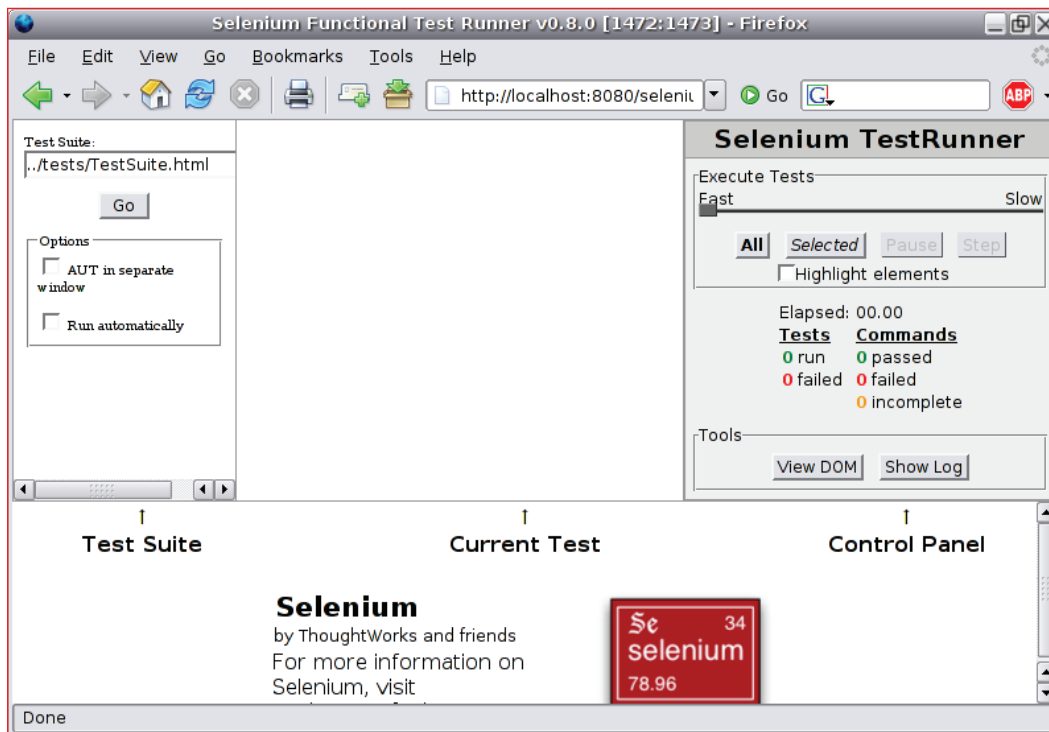 Selenium Functional Test Runner v0.8.0 [1472:1473] - Firefox
File Edit View Go Bookmarks Tools Help
http://localhost:8080/seleniu Go G ABP
Test Suite:
../tests/TestSuite.html
Go
Options
AUT in separate
window
Run automatically
Selenium TestRunner
Execute Tests
Fast Slow
All Selected Pause Step
Highlight elements
Elapsed: 00.00
Tests Commands
0 run 0 passed
0 failed 0 failed
0 incomplete
Tools
View DOM Show Log
↑ ↑ ↑
Test Suite Current Test Control Panel
Selenium
by ThoughtWorks and friends
For more information on
Selenium, visit
Se 34
selenium
78.96
Done